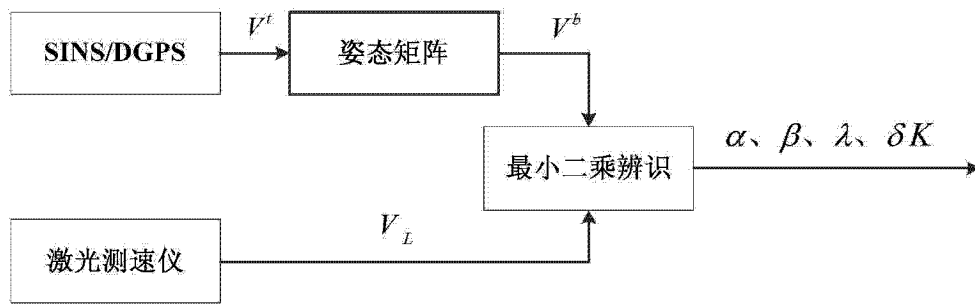 SINS/DGPS
V^t
姿态矩阵
V^b
最小二乘辨识
α、β、λ、δK
激光测速仪
V_L